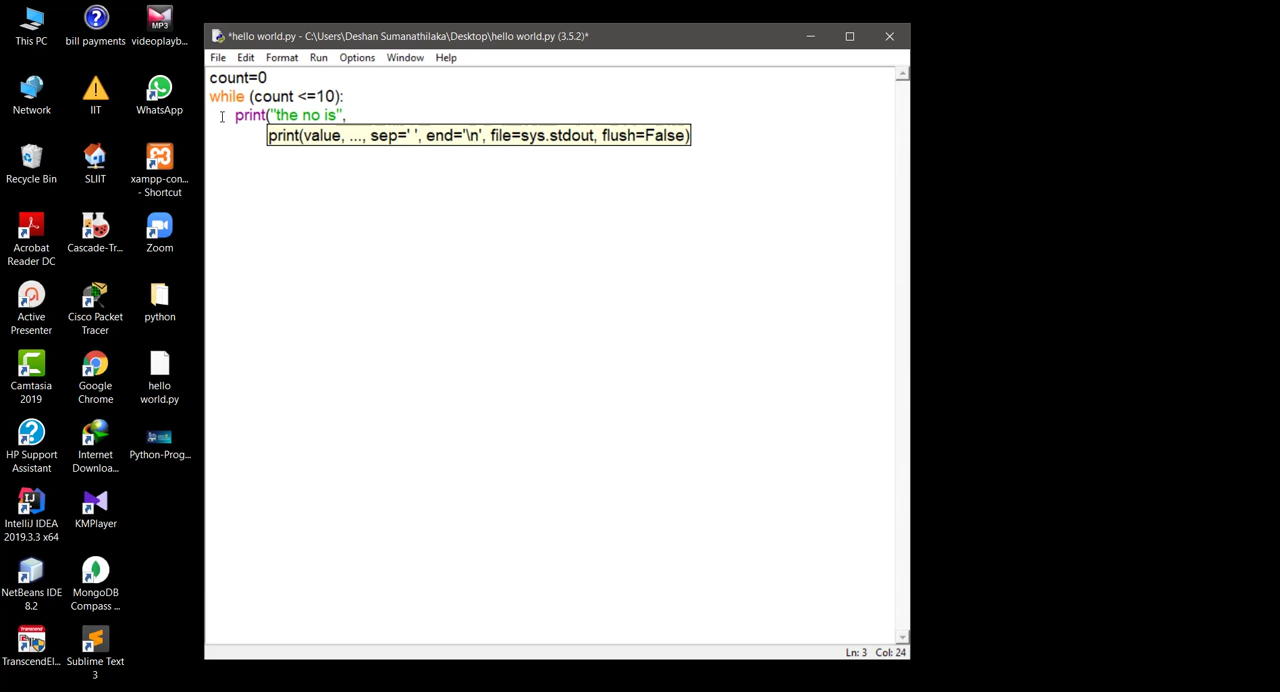 This PC
bill payments
videoplayb...
MP3
Network
IIT
WhatsApp
Recycle Bin
SLIIT
xampp-con...
- Shortcut
Acrobat
Reader DC
Cascade-Tr...
Zoom
Active
Presenter
Cisco Packet
Tracer
python
Camtasia
2019
Google
Chrome
hello
world.py
HP Support
Assistant
Internet
Downloa...
Python-Prog...
IntelliJ IDEA
2019.3.3 x64
KMPlayer
NetBeans IDE
8.2
MongoDB
Compass ...
TranscendEl...
Sublime Text
3
*hello world.py - C:\Users\Deshan Sumanathilaka\Desktop\hello world.py (3.5.2)*
File Edit Format Run Options Window Help
count=0
while (count <=10):
print("the no is",
print(value, ..., sep=' ', end='\n', file=sys.stdout, flush=False)
Ln: 3 Col: 24